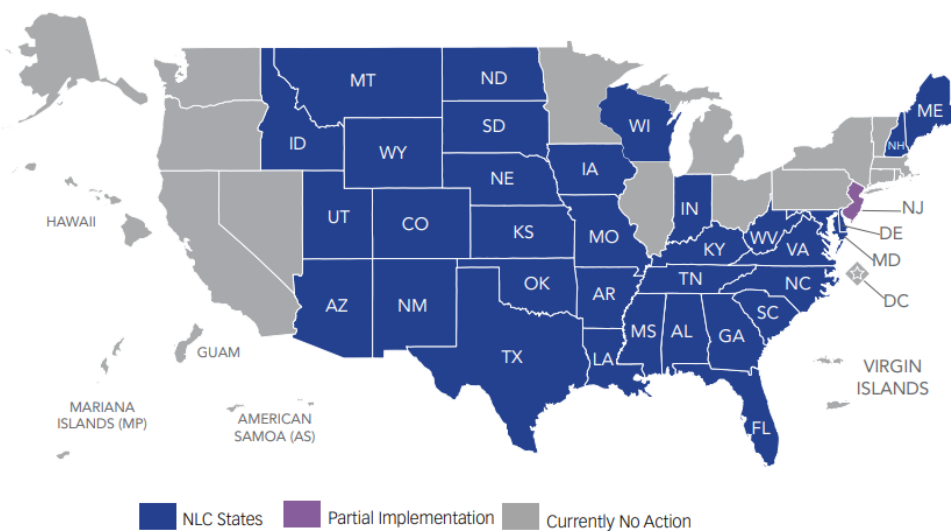 MT
ND
ME
WI
NH
SD
ID
WY
IA
NE
NJ
HAWAII
UT
CO
IN
DE
KS
MO
WV
VA
KY
MD
OK
TN
NC
DC
AZ
NM
AR
SC
MS
AL
GA
GUAM
TX
LA
VIRGIN
ISLANDS
MARIANA
ISLANDS (MP)
AMERICAN
SAMOA (AS)
FL
NLC States
Partial Implementation
Currently No Action